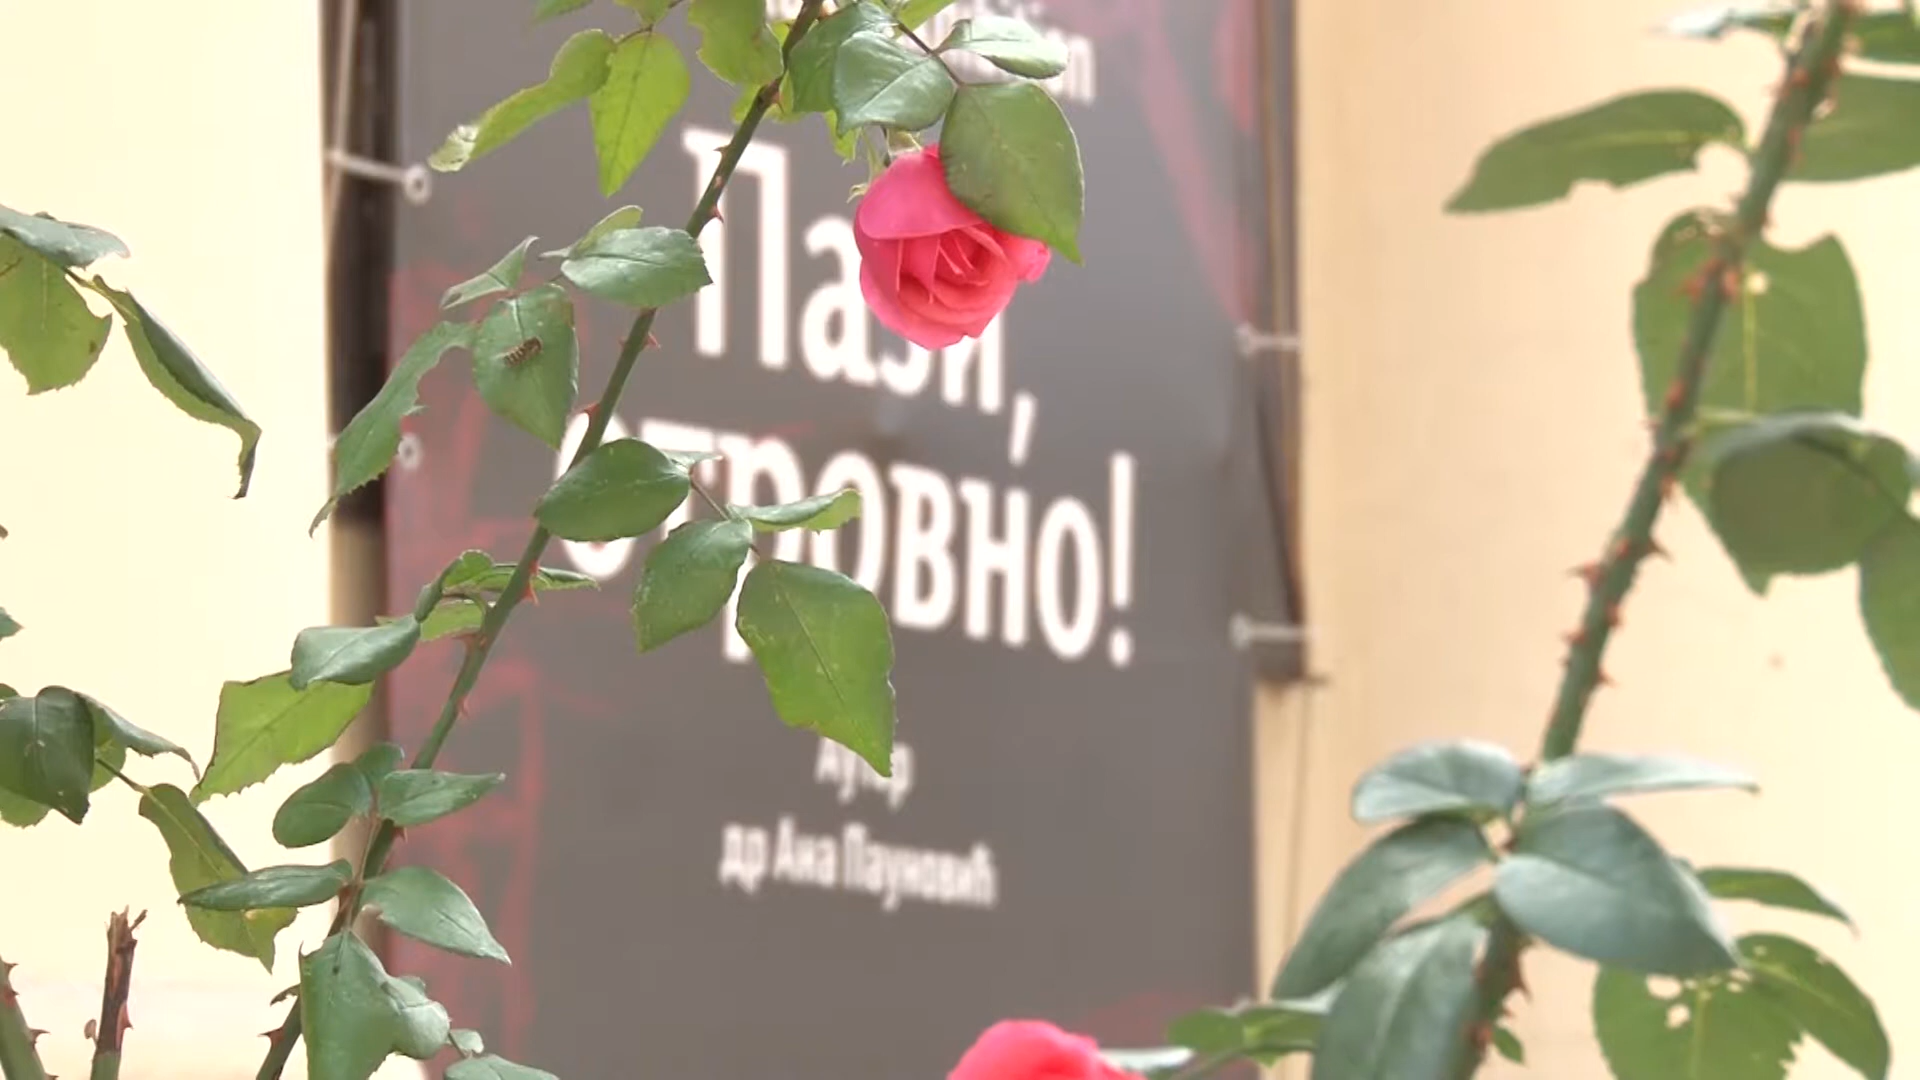 Пази,
отровно!
Аутор
др Ана Пауновић